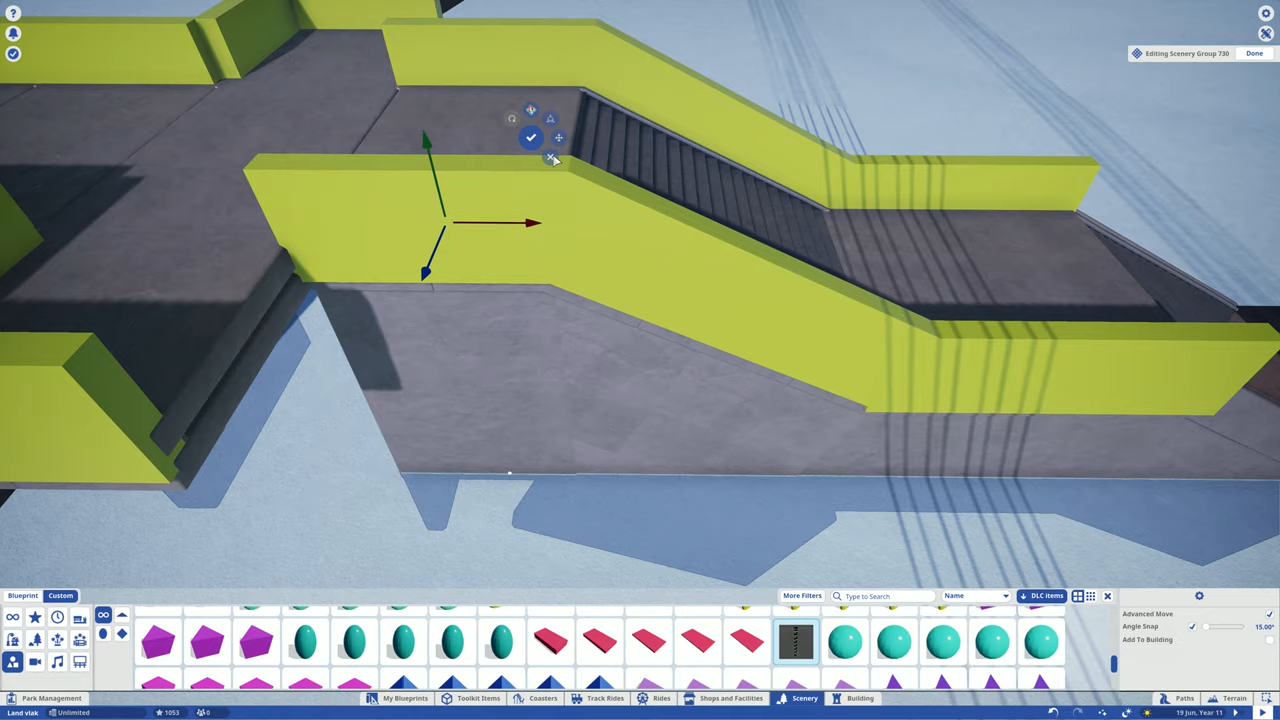 ?
Editing Scenery Group 730
Done
Blueprint
Custom
More Filters
Type to Search
Name
DLC items
Advanced Move
Angle Snap
15.00°
Add To Building
Park Management
My Blueprints
Toolkit Items
Coasters
Track Rides
Rides
Shops and Facilities
Scenery
Building
Paths
Terrain
Land vlak
Unlimited
1053
0
19 Jun, Year 11